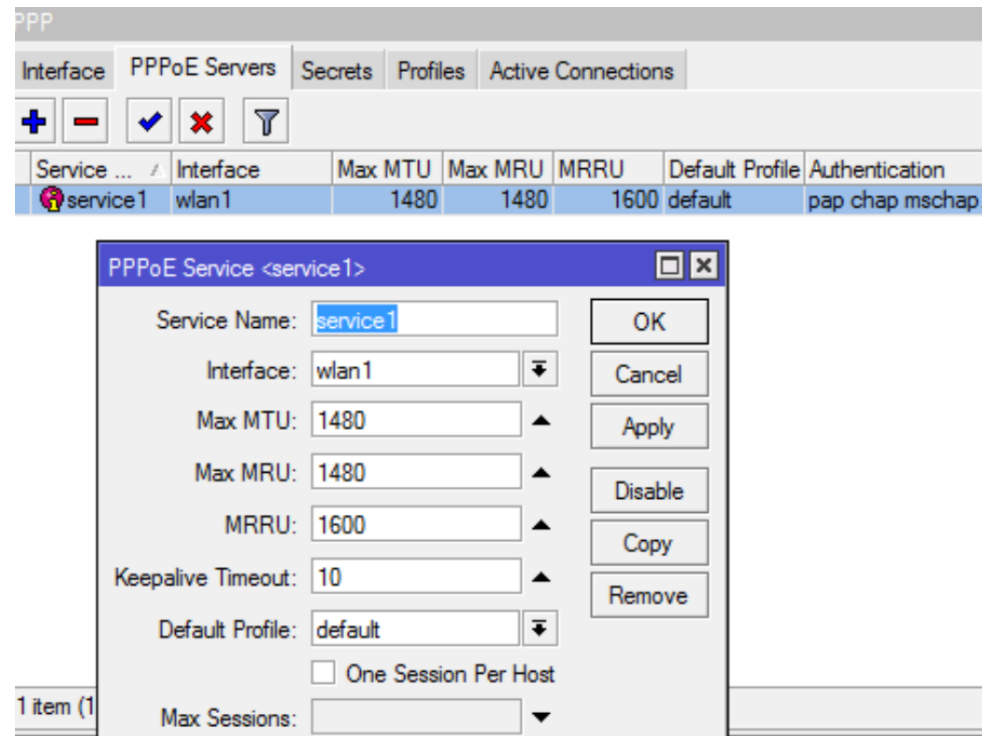 PPP
Interface PPPoE Servers Secrets Profiles Active Connections
Service ... Interface Max MTU Max MRU MRRU Default Profile Authentication
service1 wlan1 1480 1480 1600 default pap chap mschap
PPPoE Service <service1>
Service Name: service1 OK
Interface: wlan1 Cancel
Max MTU: 1480 Apply
Max MRU: 1480 Disable
MRRU: 1600 Copy
Keepalive Timeout: 10 Remove
Default Profile: default
One Session Per Host
1 item (1
Max Sessions: